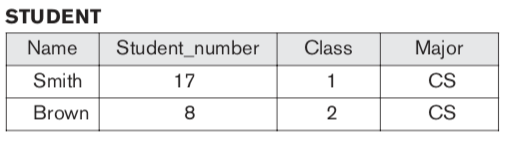 STUDENT
Name Student_number Class Major
Smith 17 1 CS
Brown 8 2 CS